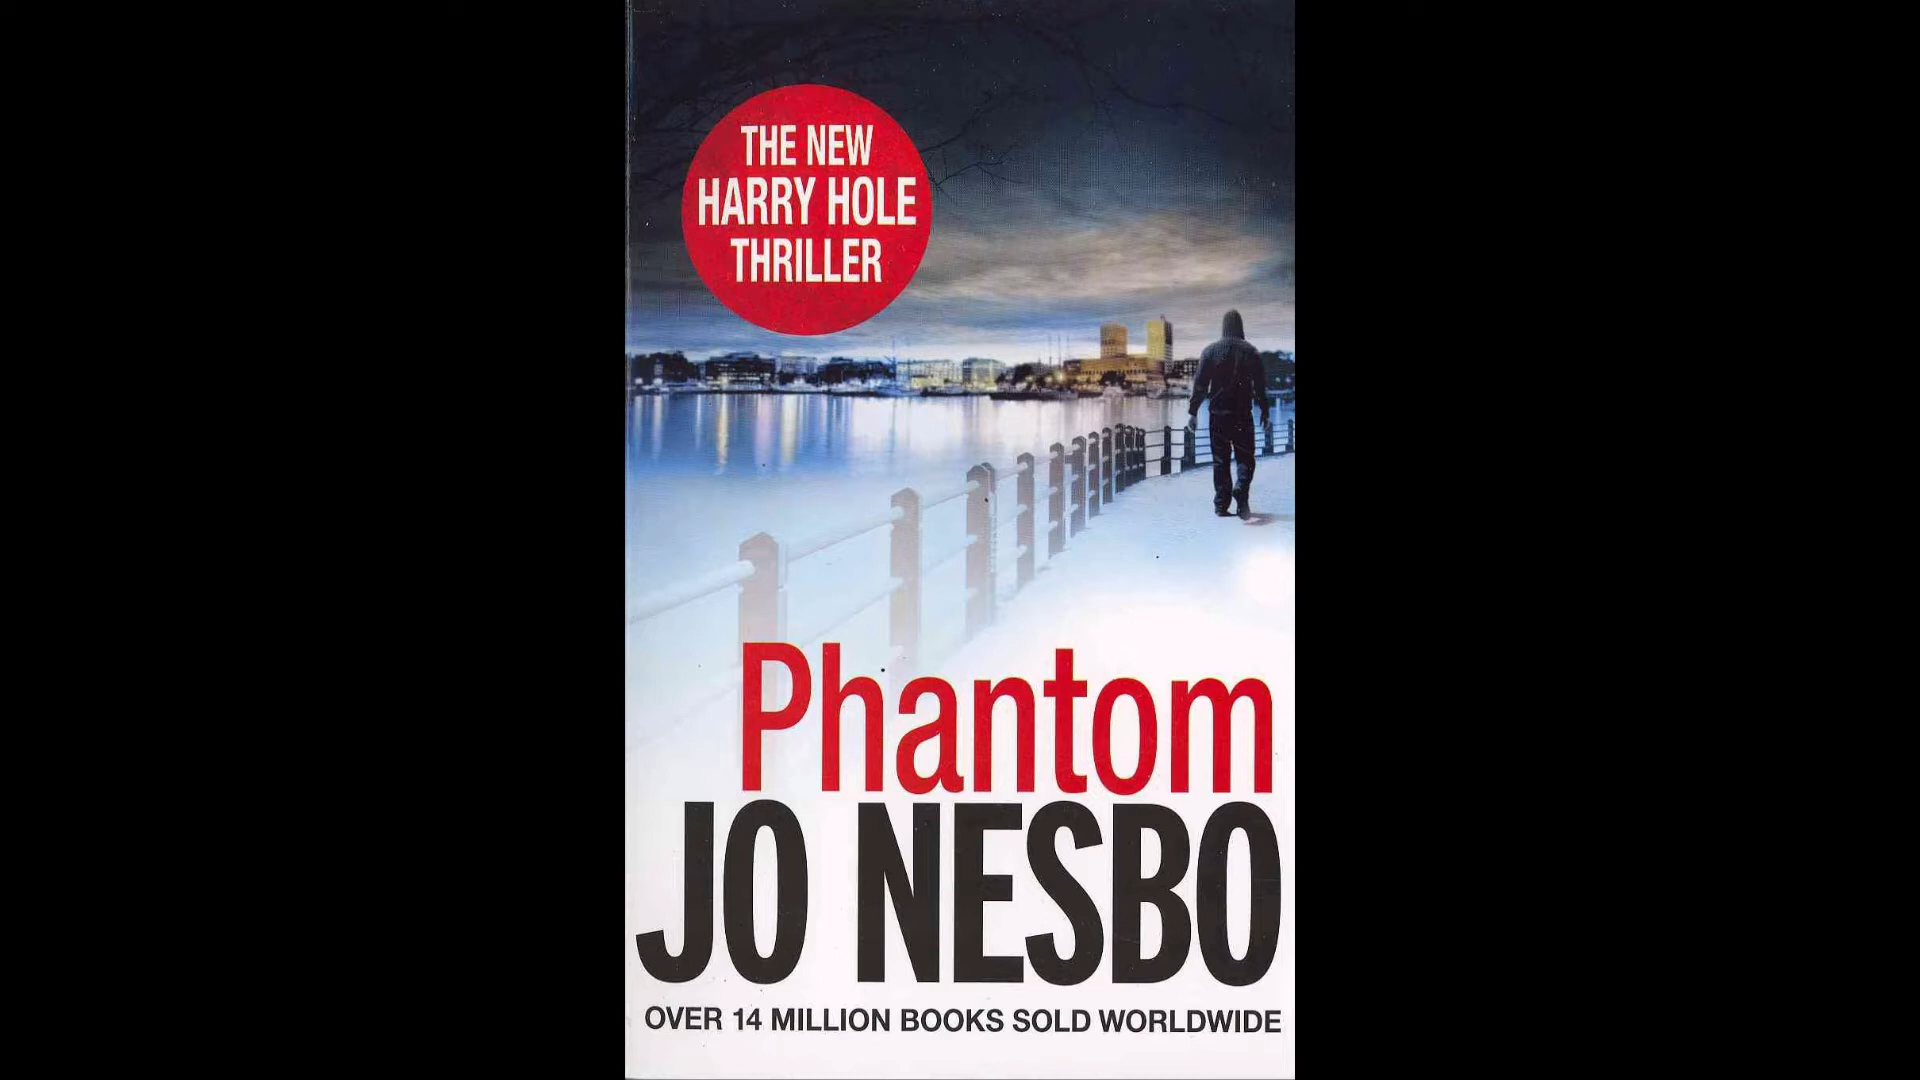 THE NEW
HARRY HOLE
THRILLER
Phantom
JO NESBO
OVER 14 MILLION BOOKS SOLD WORLDWIDE